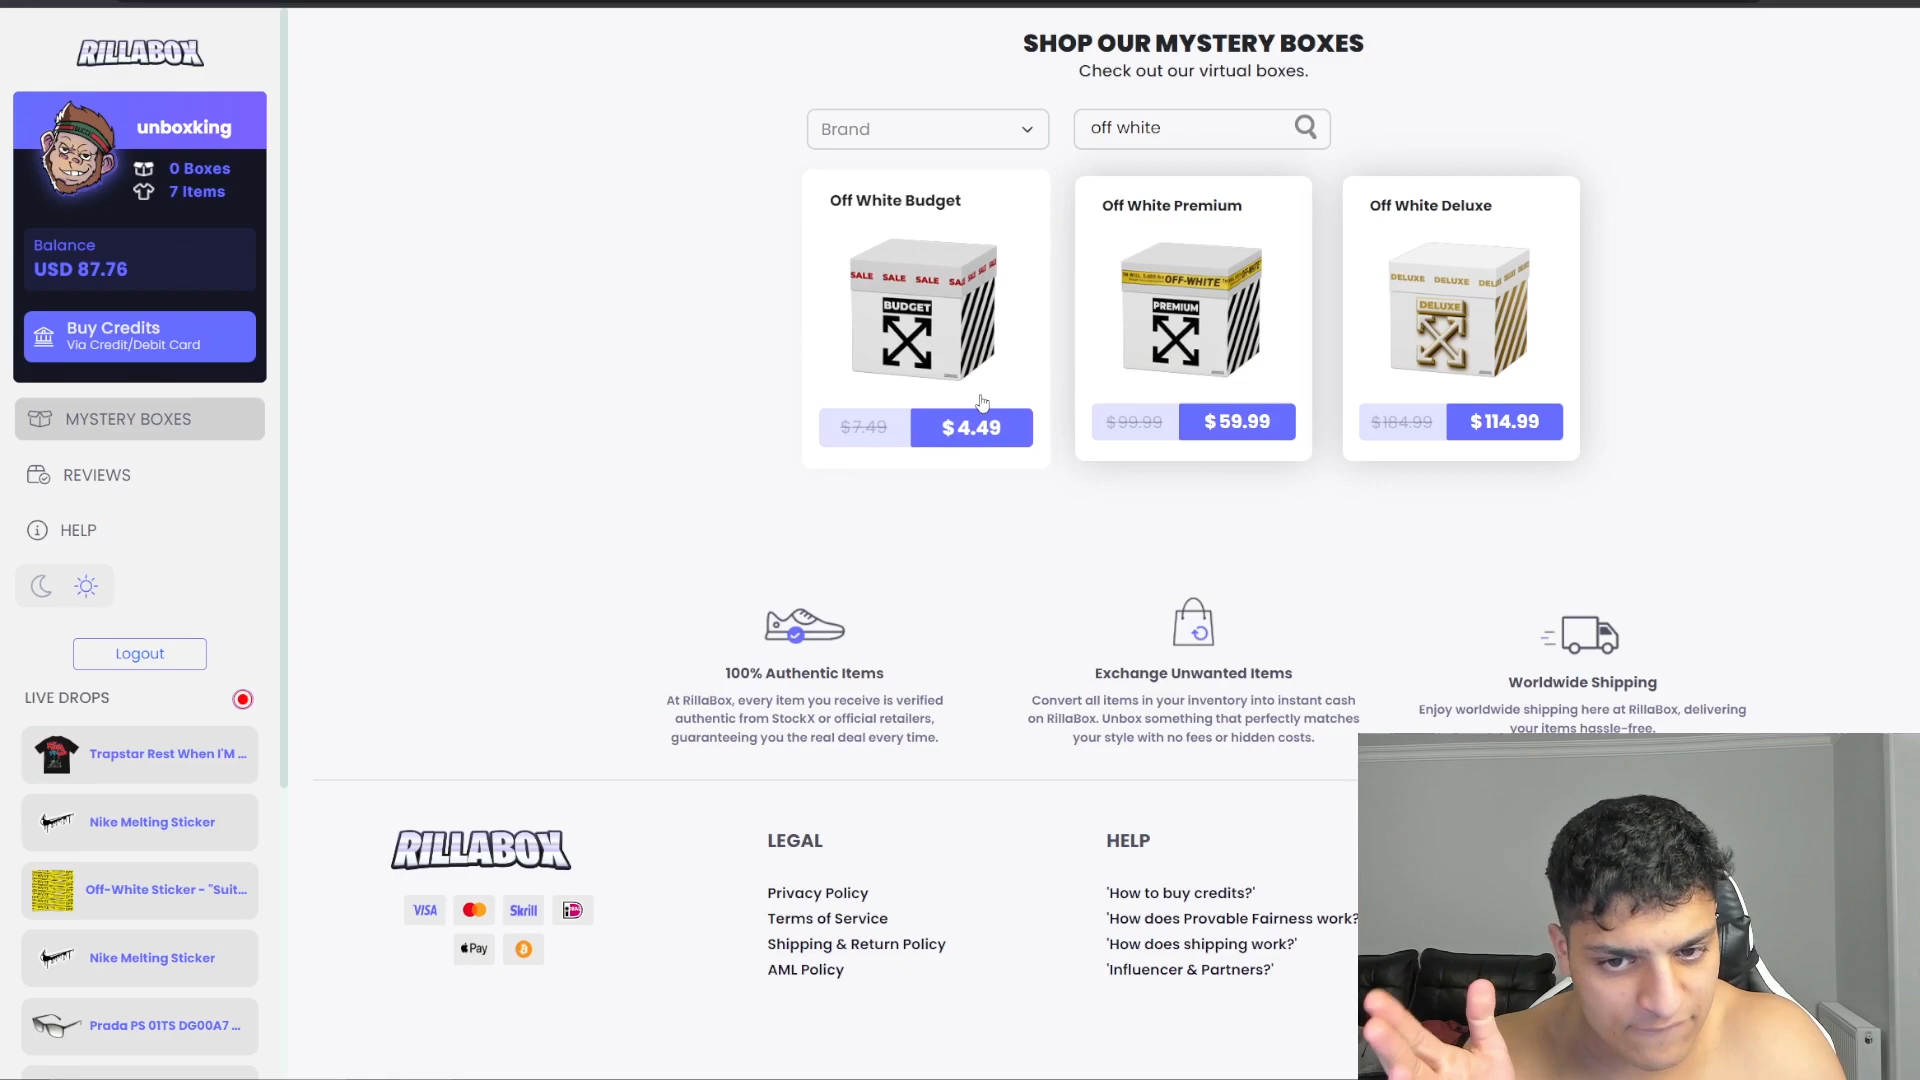 RILLABOX
unboxking
0 Boxes
7 Items
Balance
USD 87.76
Buy Credits
Via Credit/Debit Card
MYSTERY BOXES
REVIEWS
HELP
Logout
LIVE DROPS
Trapstar Rest When I'M ...
Nike Melting Sticker
Off-White Sticker - "Suit...
Nike Melting Sticker
Prada PS 01TS DG00A7 ...
SHOP OUR MYSTERY BOXES
Check out our virtual boxes.
Brand
off white
Off White Budget
SALE SALE SALE
BUDGET
$7.49
$4.49
Off White Premium
OFF-WHITE
PREMIUM
$99.99
$59.99
Off White Deluxe
DELUXE DELUXE
DELUXE
$184.99
$114.99
100% Authentic Items
At RillaBox, every item you receive is verified
authentic from StockX or official retailers,
guaranteeing you the real deal every time.
Exchange Unwanted Items
Convert all items in your inventory into instant cash
on RillaBox. Unbox something that perfectly matches
your style with no fees or hidden costs.
Worldwide Shipping
Enjoy worldwide shipping here at RillaBox, delivering
your items hassle-free.
RILLABOX
VISA
Skrill
Pay
LEGAL
Privacy Policy
Terms of Service
Shipping & Return Policy
AML Policy
HELP
'How to buy credits?'
'How does Provable Fairness work?
'How does shipping work?'
'Influencer & Partners?'